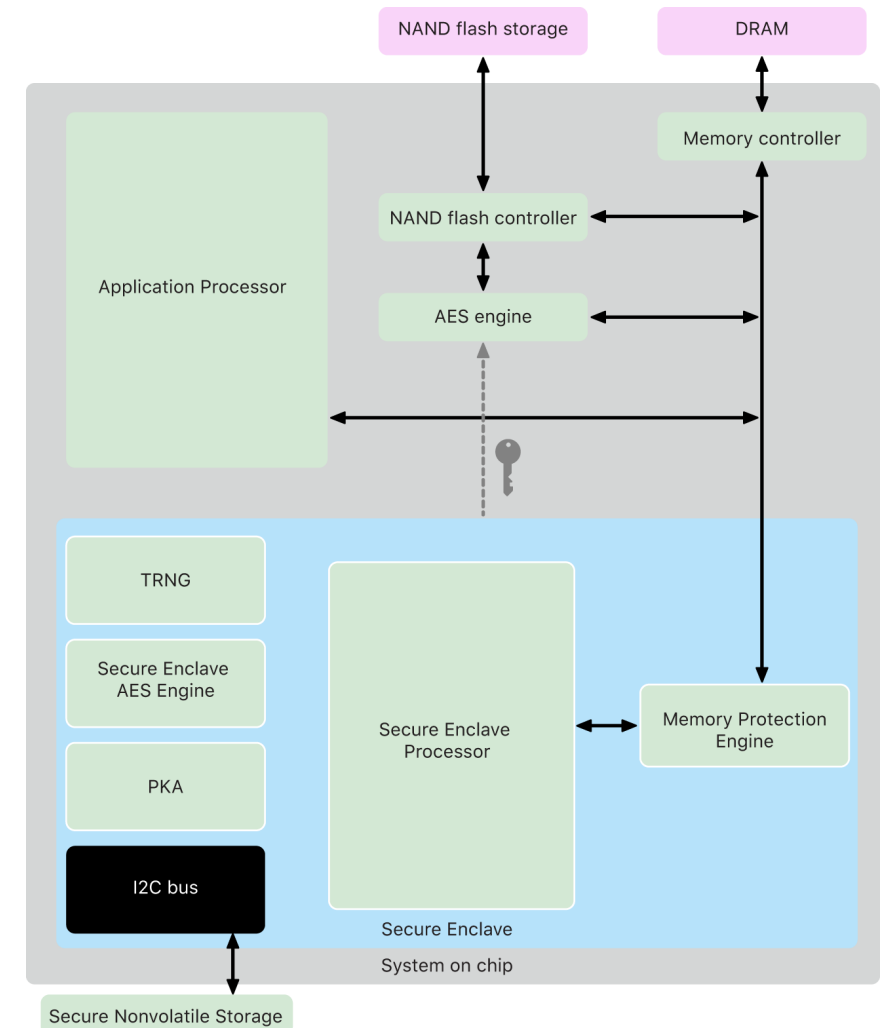 NAND flash storage
DRAM
Memory controller
NAND flash controller
Application Processor
AES engine
TRNG
Secure Enclave
AES Engine
Secure Enclave
Processor
Memory Protection
Engine
PKA
I2C bus
Secure Enclave
System on chip
Secure Nonvolatile Storage